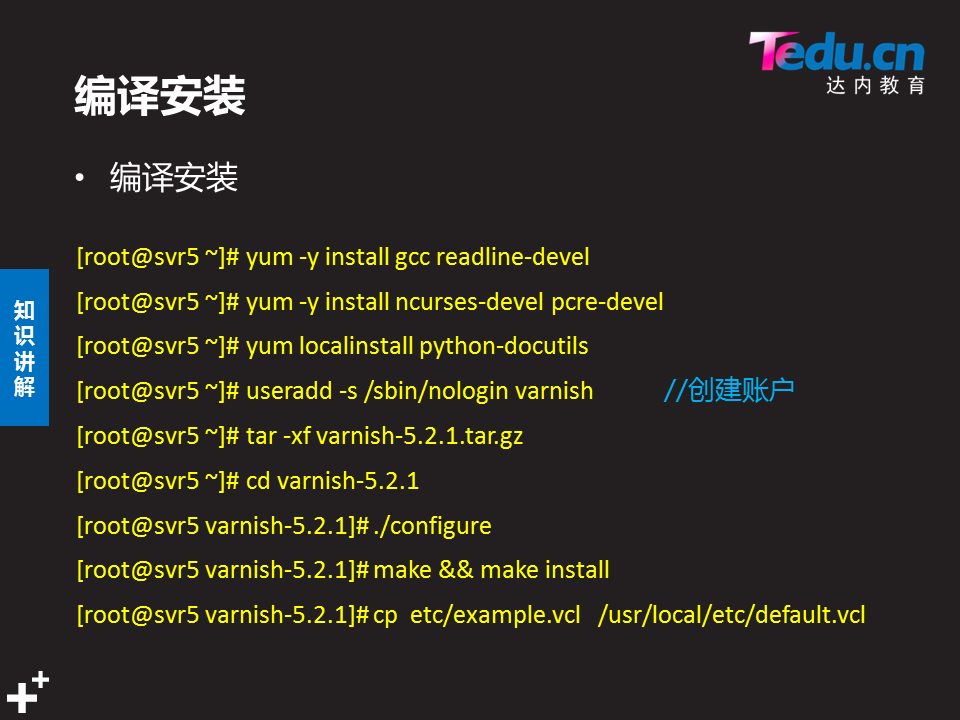 Tedu.cn
达内教育
编译安装
• 编译安装
[root@svr5 ~]# yum -y install gcc readline-devel
[root@svr5 ~]# yum -y install ncurses-devel pcre-devel
[root@svr5 ~]# yum localinstall python-docutils
[root@svr5 ~]# useradd -s /sbin/nologin varnish //创建账户
[root@svr5 ~]# tar -xf varnish-5.2.1.tar.gz
[root@svr5 ~]# cd varnish-5.2.1
[root@svr5 varnish-5.2.1]# ./configure
[root@svr5 varnish-5.2.1]# make && make install
[root@svr5 varnish-5.2.1]# cp etc/example.vcl /usr/local/etc/default.vcl
知识讲解